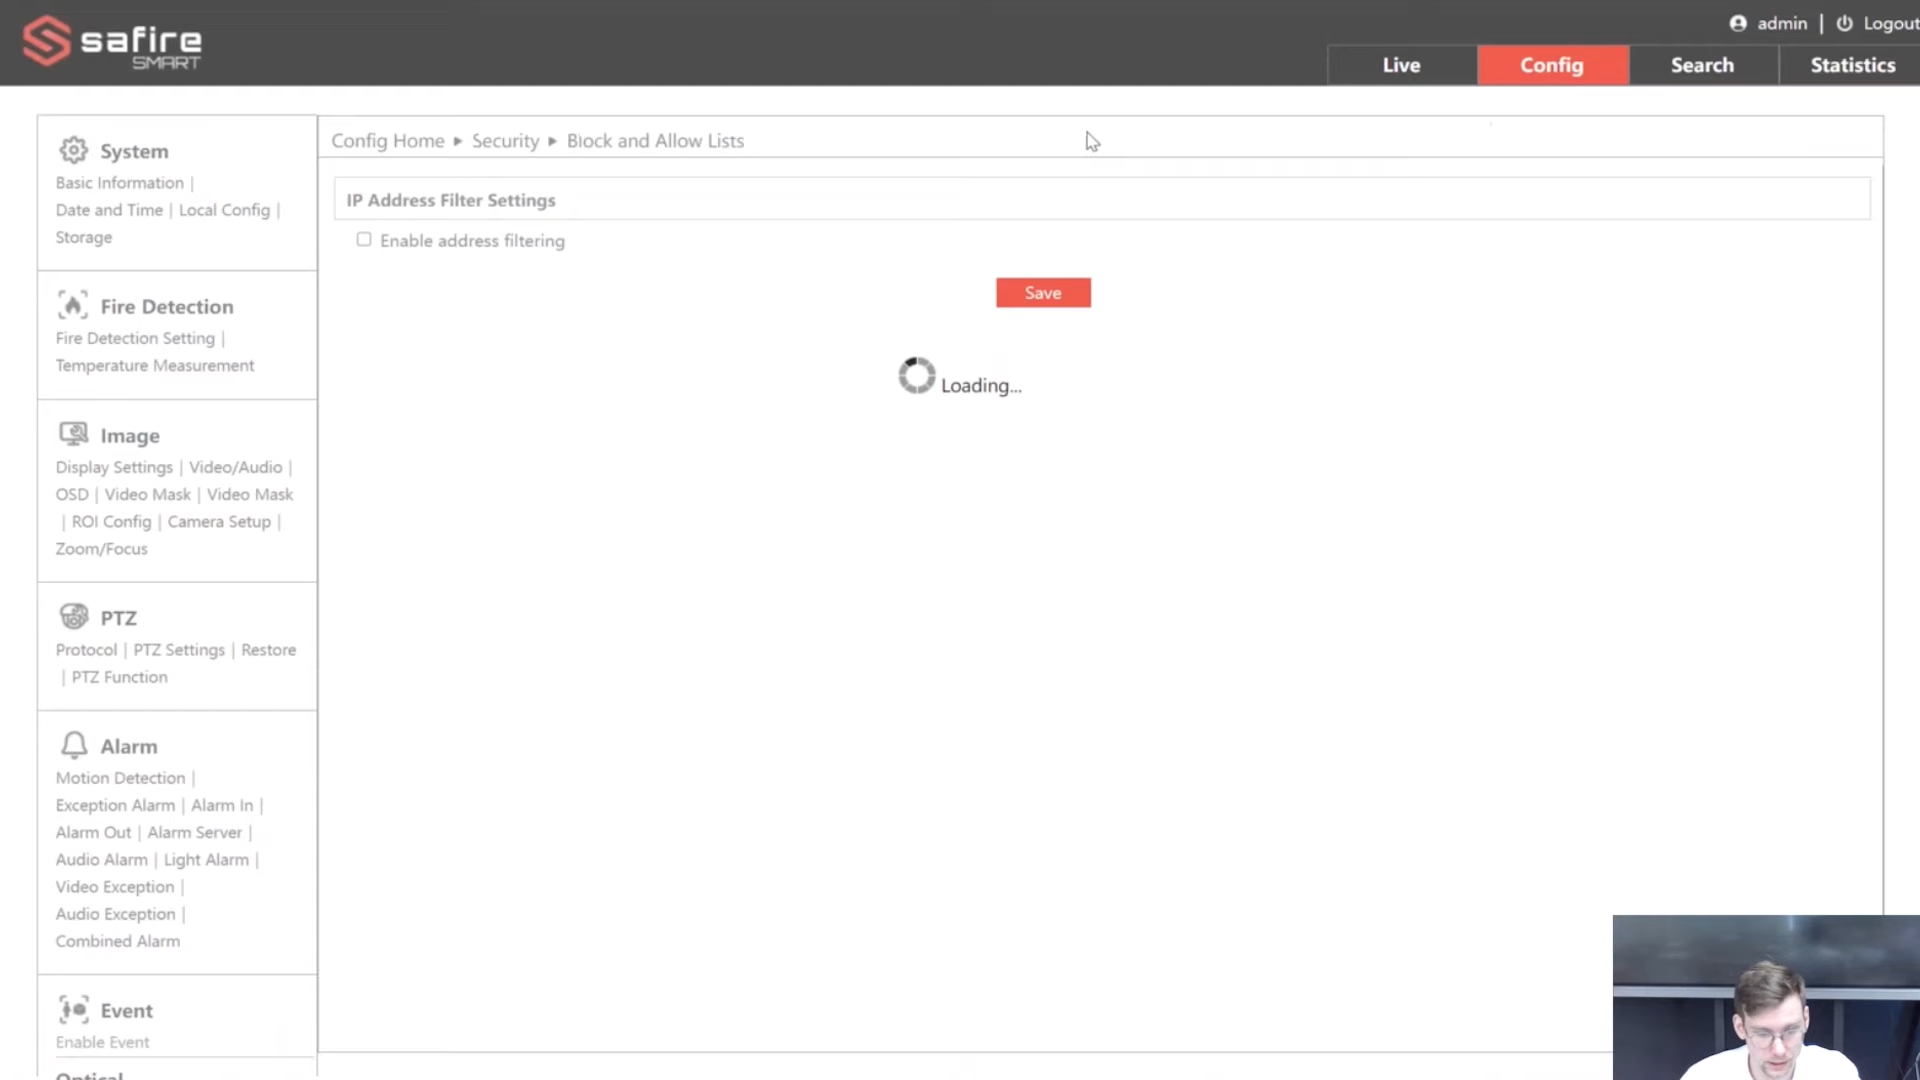 safire
SMART
admin | Logout
Live Config Search Statistics
System
Basic Information |
Date and Time | Local Config |
Storage
Fire Detection
Fire Detection Setting |
Temperature Measurement
Image
Display Settings | Video/Audio |
OSD | Video Mask | Video Mask
| ROI Config | Camera Setup |
Zoom/Focus
PTZ
Protocol | PTZ Settings | Restore
| PTZ Function
Alarm
Motion Detection |
Exception Alarm | Alarm In |
Alarm Out | Alarm Server |
Audio Alarm | Light Alarm |
Video Exception |
Audio Exception |
Combined Alarm
Event
Enable Event
Optical
Config Home ▸ Security ▸ Block and Allow Lists
IP Address Filter Settings
Enable address filtering
Save
Loading...